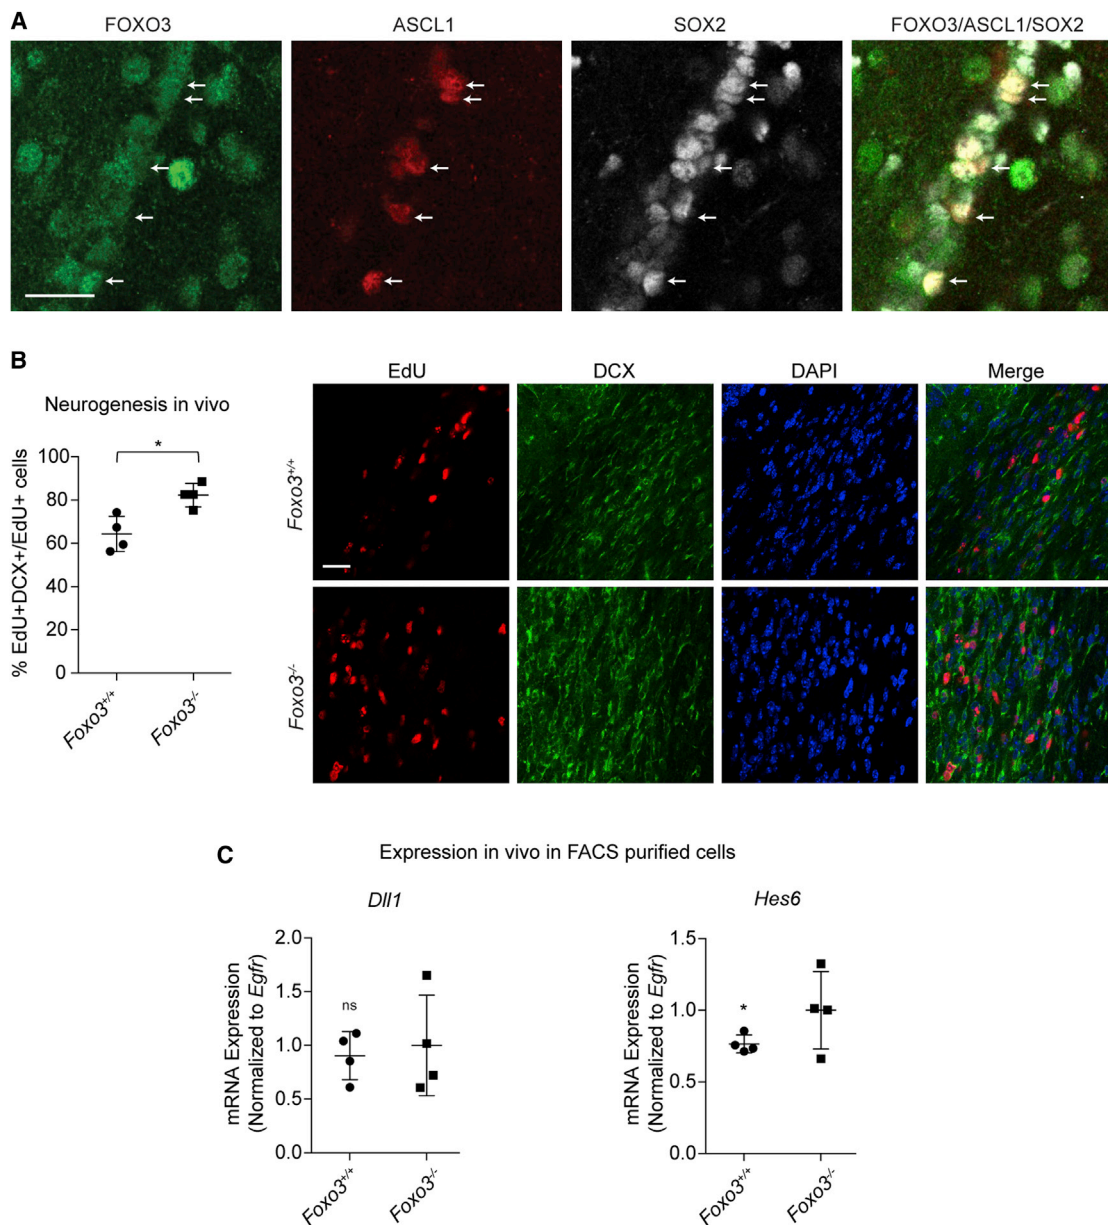 A
FOXO3
ASCL1
SOX2
FOXO3/ASCL1/SOX2
B
Neurogenesis in vivo
*
100
80
60
40
20
0
% EdU+DCX+/EdU+ cells
Foxo3+/+
Foxo3-/-
EdU
DCX
DAPI
Merge
Foxo3+/+
Foxo3-/-
C
Expression in vivo in FACS purified cells
Dll1
2.0
1.5
1.0
0.5
0.0
mRNA Expression
(Normalized to Egfr)
ns
Foxo3+/+
Foxo3-/-
Hes6
1.5
1.0
0.5
0.0
mRNA Expression
(Normalized to Egfr)
*
Foxo3+/+
Foxo3-/-